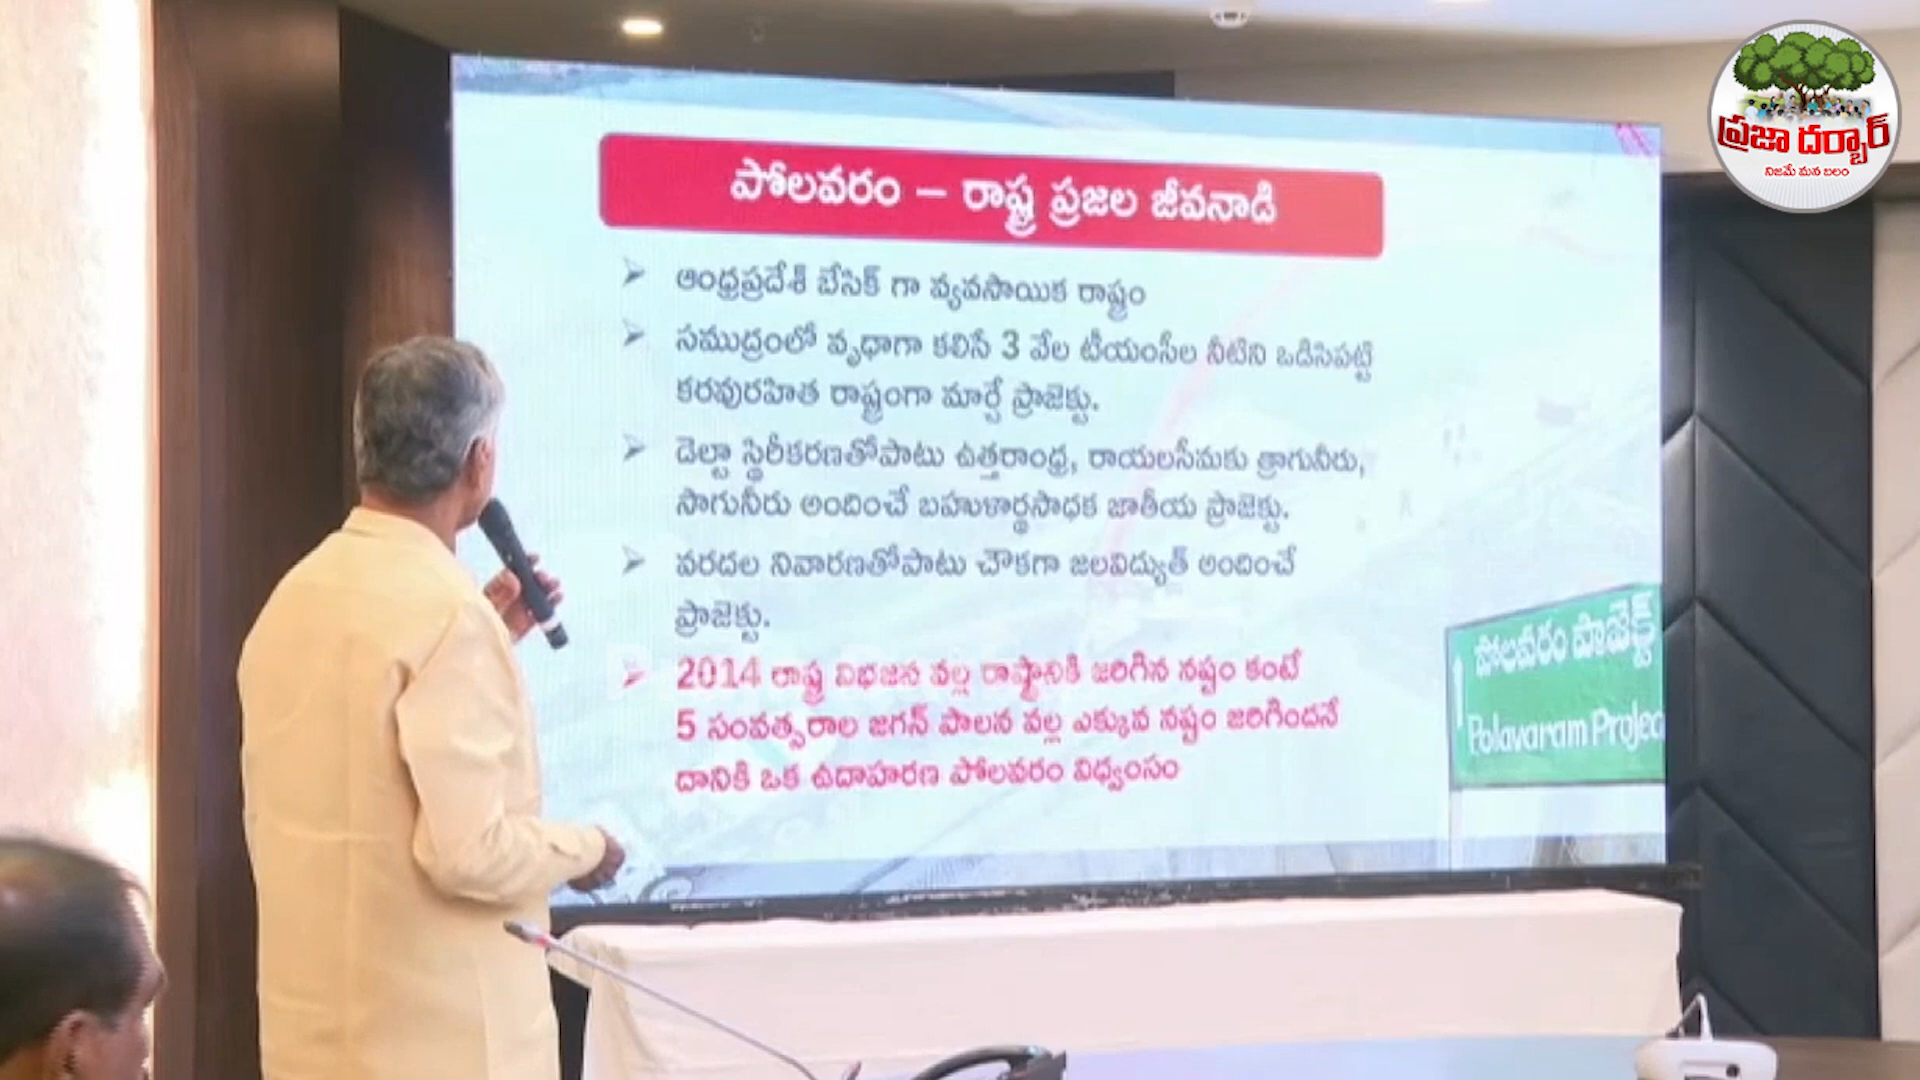 ప్రజా దర్బార్
నిజమే మన బలం
పోలవరం – రాష్ట్ర ప్రజల జీవనాడి
ఆంధ్రప్రదేశ్ బేసిక్ గా వ్యవసాయిక రాష్ట్రం
సముద్రంలో వృధాగా కలిసే 3 వేల టీయంసీల నీటిని ఒడిసిపట్టి
కరవురహిత రాష్ట్రంగా మార్చే ప్రాజెక్టు.
డెల్టా స్థిరీకరణతోపాటు ఉత్తరాంధ్ర, రాయలసీమకు త్రాగునీరు,
సాగునీరు అందించే బహుళార్థసాధక జాతీయ ప్రాజెక్టు.
వరదల నివారణతోపాటు చౌకగా జలవిద్యుత్ అందించే
ప్రాజెక్టు.
2014 రాష్ట్ర విభజన వల్ల రాష్ట్రానికి జరిగిన నష్టం కంటే
5 సంవత్సరాల జగన్ పాలన వల్ల ఎక్కువ నష్టం జరిగిందనే
దానికి ఒక ఉదాహరణ పోలవరం విధ్వంసం
పోలవరం ప్రాజెక్ట్
Polavaram Projec